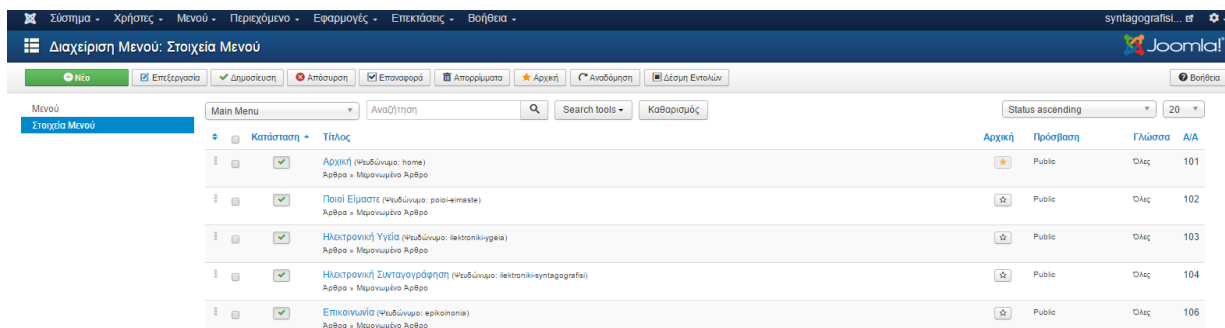 Σύστημα Χρήστες Μενού Περιεχόμενο Εφαρμογές Επεκτάσεις Βοήθεια syntagografisi...
Διαχείριση Μενού: Στοιχεία Μενού Joomla!
Νέο Επεξεργασία Δημοσίευση Απόσυρση Επαναφορά Απορρίμματα Αρχική Αναδόμηση Δέσμη Εντολών Βοήθεια
Μενού
Στοιχεία Μενού
Main Menu Αναζήτηση Search tools Καθαρισμός Status ascending 20
Κατάσταση Τίτλος Αρχική Πρόσβαση Γλώσσα Α/Α
Αρχική (Ψευδώνυμο: home) Public Όλες 101
Άρθρα » Μεμονωμένο Άρθρο
Ποιοί Είμαστε (Ψευδώνυμο: poioi-eimaste) Public Όλες 102
Άρθρα » Μεμονωμένο Άρθρο
Ηλεκτρονική Υγεία (Ψευδώνυμο: ilektroniki-ygeia) Public Όλες 103
Άρθρα » Μεμονωμένο Άρθρο
Ηλεκτρονική Συνταγογράφηση (Ψευδώνυμο: ilektroniki-syntagografisi) Public Όλες 104
Άρθρα » Μεμονωμένο Άρθρο
Επικοινωνία (Ψευδώνυμο: epikoinonia) Public Όλες 106
Άρθρα » Μεμονωμένο Άρθρο